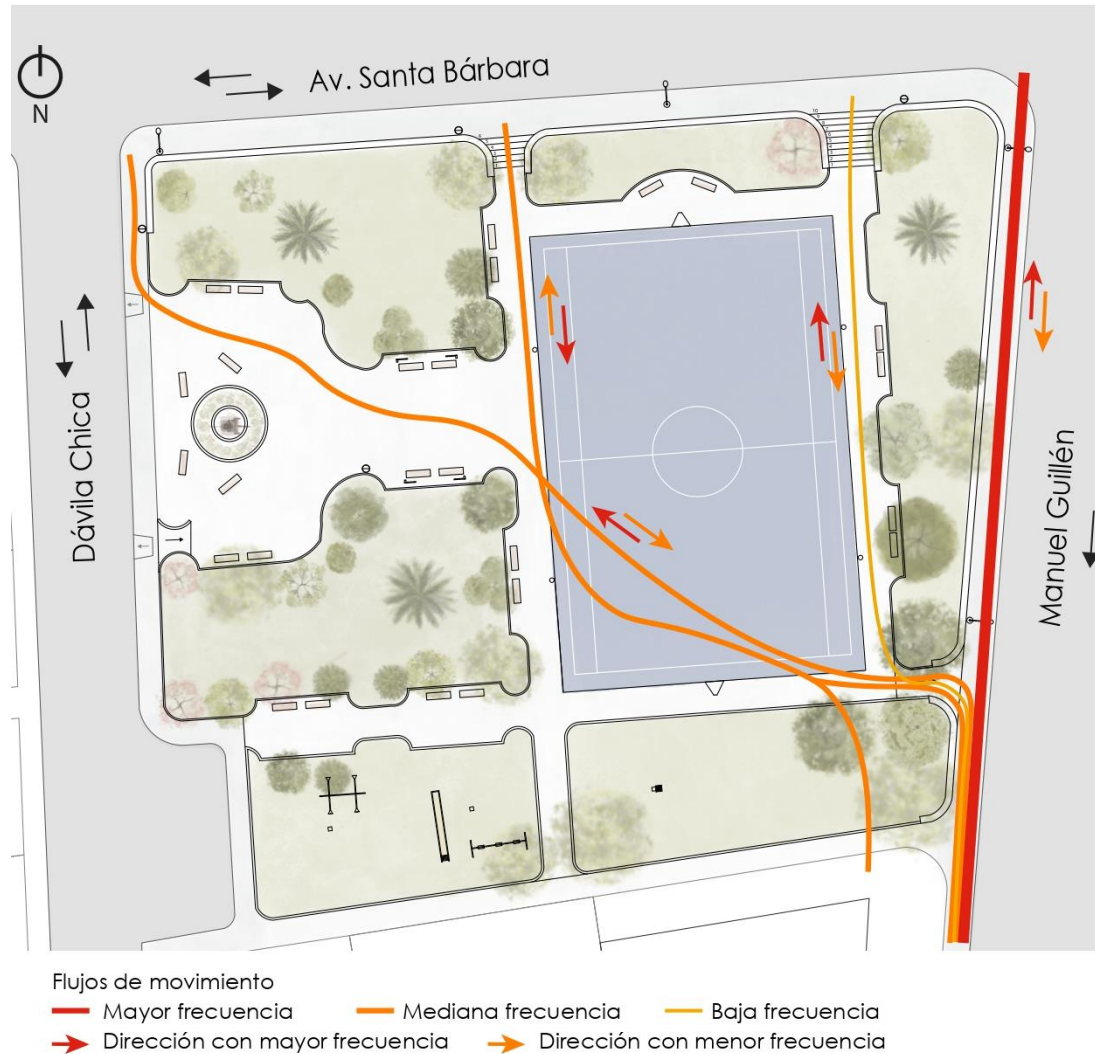 Av. Santa Bárbara
N
Dávila Chica
Manuel Guillén
Flujos de movimiento
Mayor frecuencia
Mediana frecuencia
Baja frecuencia
Dirección con mayor frecuencia
Dirección con menor frecuencia